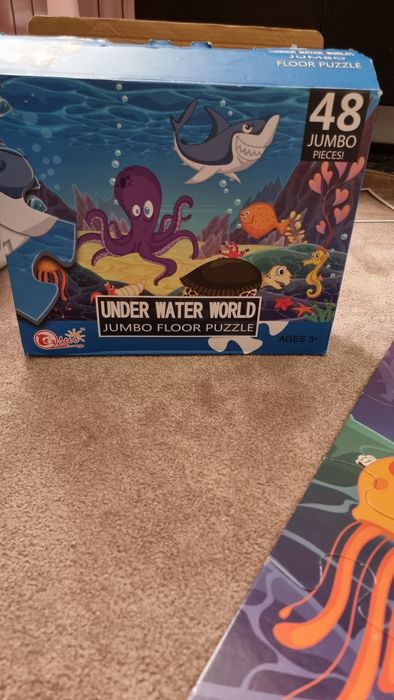 UNDER WATER WORLD
JUMBO
FLOOR PUZZLE
48
JUMBO
PIECES!
UNDER WATER WORLD
JUMBO FLOOR PUZZLE
AGES 3+